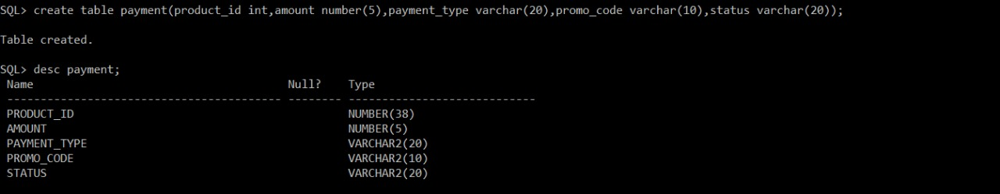 SQL> create table payment(product_id int,amount number(5),payment_type varchar(20),promo_code varchar(10),status varchar(20));
Table created.
SQL> desc payment;
Name Null? Type
----------------------------------------- -------- ----------------------------
PRODUCT_ID NUMBER(38)
AMOUNT NUMBER(5)
PAYMENT_TYPE VARCHAR2(20)
PROMO_CODE VARCHAR2(10)
STATUS VARCHAR2(20)